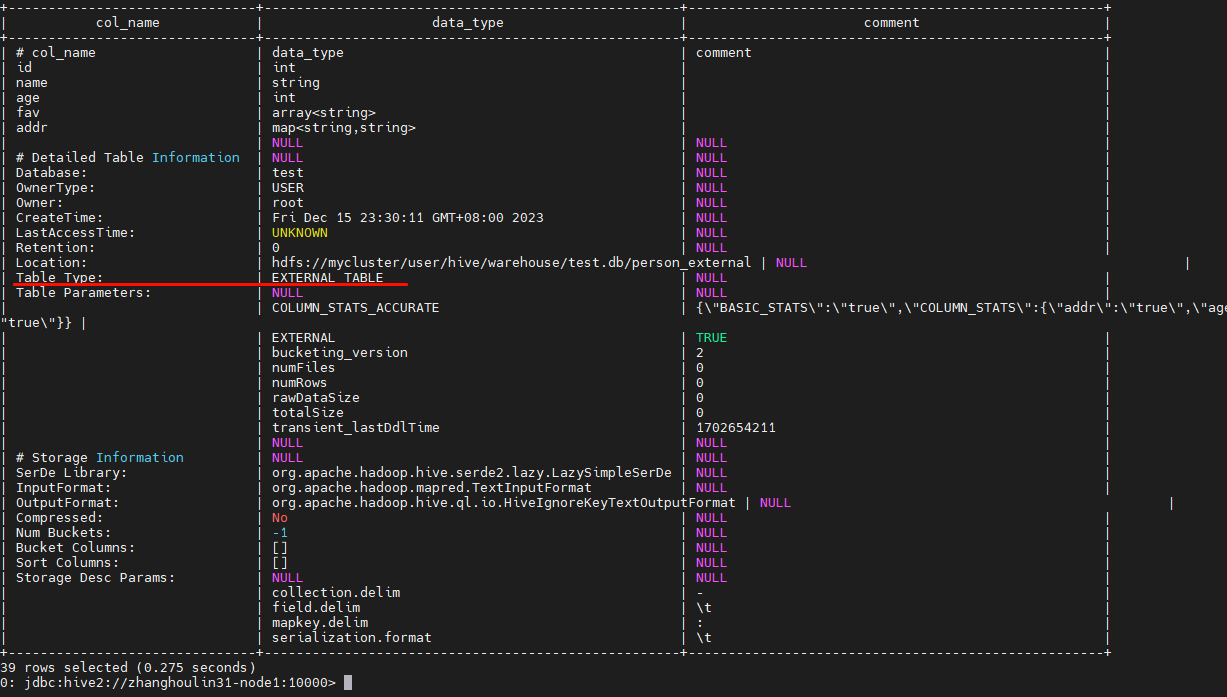 +-------------------------------+----------------------------------------------------+----------------------------------------------------+
| col_name | data_type | comment |
+-------------------------------+----------------------------------------------------+----------------------------------------------------+
| # col_name | data_type | comment |
| id | int | |
| name | string | |
| age | int | |
| fav | array<string> | |
| addr | map<string,string> | |
| | NULL | NULL |
| # Detailed Table Information | NULL | NULL |
| Database: | test | NULL |
| OwnerType: | USER | NULL |
| Owner: | root | NULL |
| CreateTime: | Fri Dec 15 23:30:11 GMT+08:00 2023 | NULL |
| LastAccessTime: | UNKNOWN | NULL |
| Retention: | 0 | NULL |
| Location: | hdfs://mycluster/user/hive/warehouse/test.db/person_external | NULL |
| Table Type: | EXTERNAL_TABLE | NULL |
| Table Parameters: | NULL | NULL |
| | COLUMN_STATS_ACCURATE | {\"BASIC_STATS\":\"true\",\"COLUMN_STATS\":{\"addr\":\"true\",\"age
"true\"}} |
| | EXTERNAL | TRUE |
| | bucketing_version | 2 |
| | numFiles | 0 |
| | numRows | 0 |
| | rawDataSize | 0 |
| | totalSize | 0 |
| | transient_lastDdlTime | 1702654211 |
| | NULL | NULL |
| # Storage Information | NULL | NULL |
| SerDe Library: | org.apache.hadoop.hive.serde2.lazy.LazySimpleSerDe | NULL |
| InputFormat: | org.apache.hadoop.mapred.TextInputFormat | NULL |
| OutputFormat: | org.apache.hadoop.hive.ql.io.HiveIgnoreKeyTextOutputFormat | NULL |
| Compressed: | No | NULL |
| Num Buckets: | -1 | NULL |
| Bucket Columns: | [] | NULL |
| Sort Columns: | [] | NULL |
| Storage Desc Params: | NULL | NULL |
| | collection.delim | - |
| | field.delim | \t |
| | mapkey.delim | : |
| | serialization.format | \t |
+-------------------------------+----------------------------------------------------+----------------------------------------------------+
39 rows selected (0.275 seconds)
0: jdbc:hive2://zhanghoulin31-node1:10000>